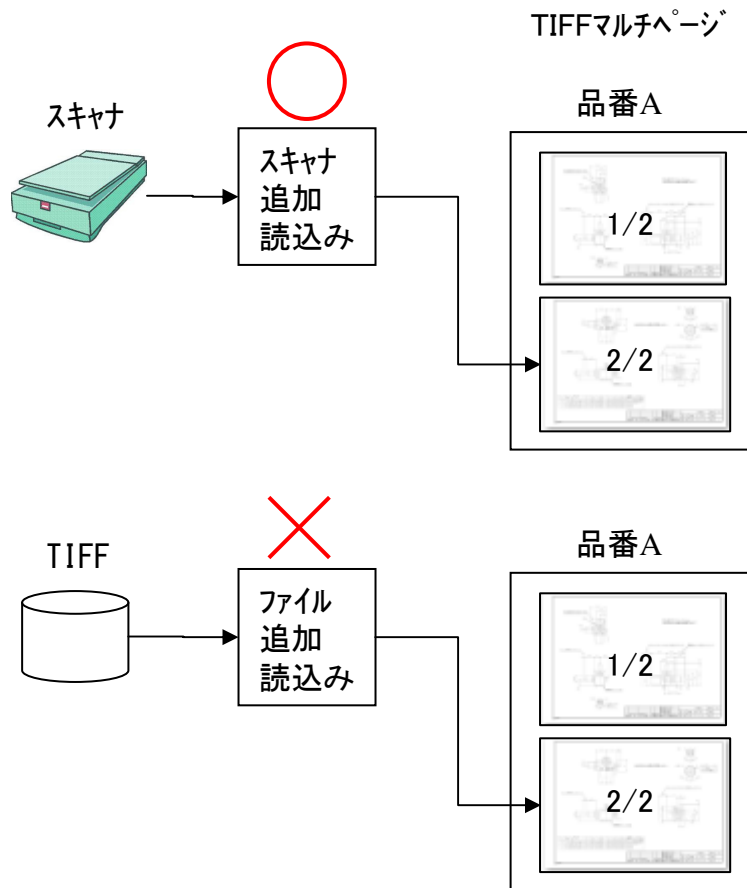 TIFFマルチページ
品番A
スキャナ
スキャナ
追加
読込み
1/2
2/2
品番A
TIFF
ファイル
追加
読込み
1/2
2/2